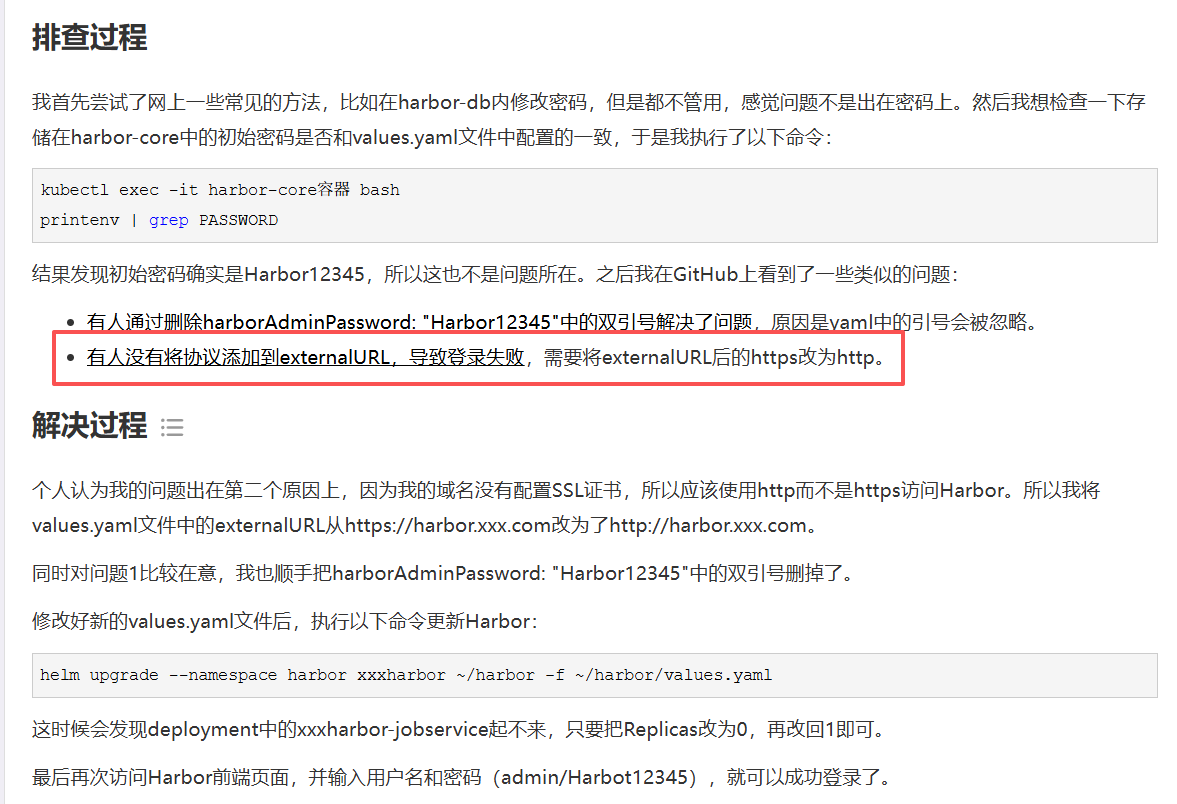 排查过程
我首先尝试了网上一些常见的方法，比如在harbor-db内修改密码，但是都不管用，感觉问题不是出在密码上。然后我想检查一下存
储在harbor-core中的初始密码是否和values.yaml文件中配置的一致，于是我执行了以下命令：
kubectl exec -it harbor-core容器 bash
printenv | grep PASSWORD
结果发现初始密码确实是Harbor12345，所以这也不是问题所在。之后我在GitHub上看到了一些类似的问题：
有人通过删除harborAdminPassword: "Harbor12345"中的双引号解决了问题，原因是yaml中的引号会被忽略。
有人没有将协议添加到externalURL，导致登录失败，需要将externalURL后的https改为http。
解决过程
个人认为我的问题出在第二个原因上，因为我的域名没有配置SSL证书，所以应该使用http而不是https访问Harbor。所以我将
values.yaml文件中的externalURL从https://harbor.xxx.com改为了http://harbor.xxx.com。
同时对问题1比较在意，我也顺手把harborAdminPassword: "Harbor12345"中的双引号删掉了。
修改好新的values.yaml文件后，执行以下命令更新Harbor：
helm upgrade --namespace harbor xxxharbor ~/harbor -f ~/harbor/values.yaml
这时候会发现deployment中的xxxharbor-jobservice起不来，只要把Replicas改为0，再改回1即可。
最后再次访问Harbor前端页面，并输入用户名和密码（admin/Harbot12345），就可以成功登录了。